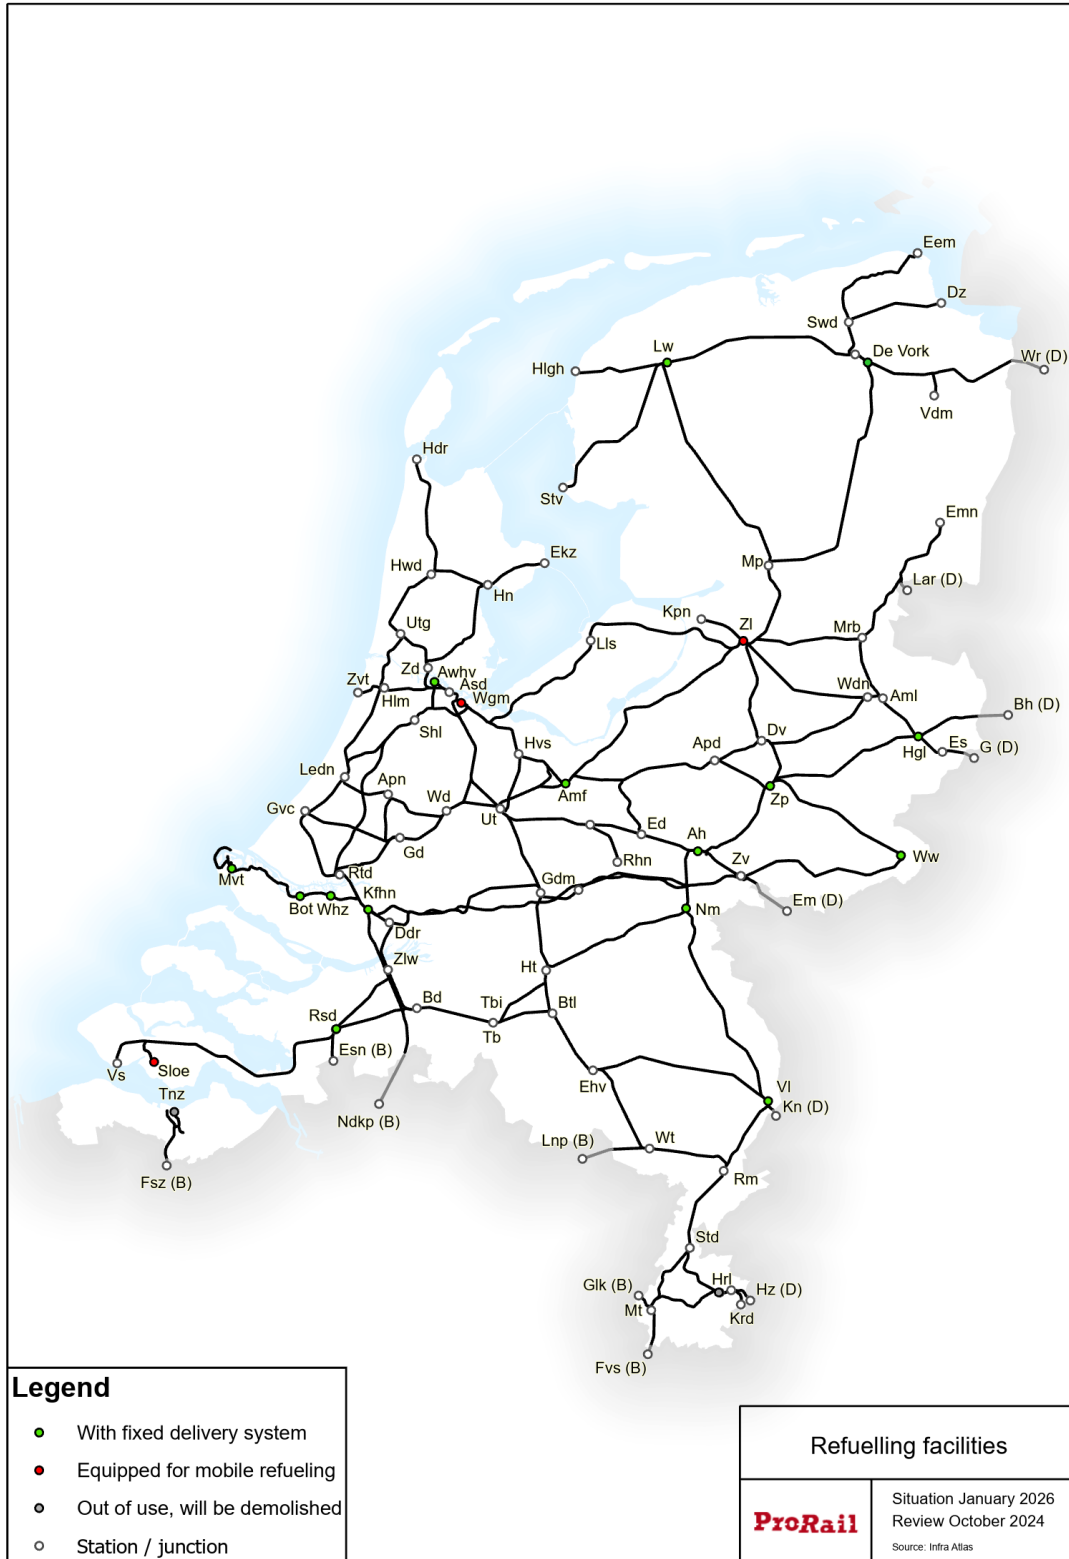 Eem
Dz
Swd
De Vork
Wr (D)
Lw
Hlgh
Vdm
Hdr
Stv
Emn
Ekz
Mp
Hwd
Lar (D)
Hn
Kpn
Zl
Mrb
Utg
Lls
Zd
Awhv
Zvt
Asd
Wgm
Wdn
Aml
Hlm
Bh (D)
Shl
Dv
Hvs
Apd
Es
G (D)
Hgl
Ledn
Apn
Amf
Zp
Gvc
Wd
Ut
Ed
Ah
Gd
Rhn
Zv
Ww
Mvt
Rtd
Kfhn
Gdm
Em (D)
Bot
Whz
Nm
Ddr
Zlw
Ht
Bd
Tbi
Btl
Rsd
Tb
Esn (B)
Vs
Sloe
Ehv
Tnz
Vl
Kn (D)
Ndkp (B)
Lnp (B)
Wt
Fsz (B)
Rm
Std
Glk (B)
Hrl
Hz (D)
Mt
Krd
Fvs (B)
Legend
With fixed delivery system
Equipped for mobile refueling
Out of use, will be demolished
Station / junction
Refuelling facilities
ProRail
Situation January 2026
Review October 2024
Source: Infra Atlas